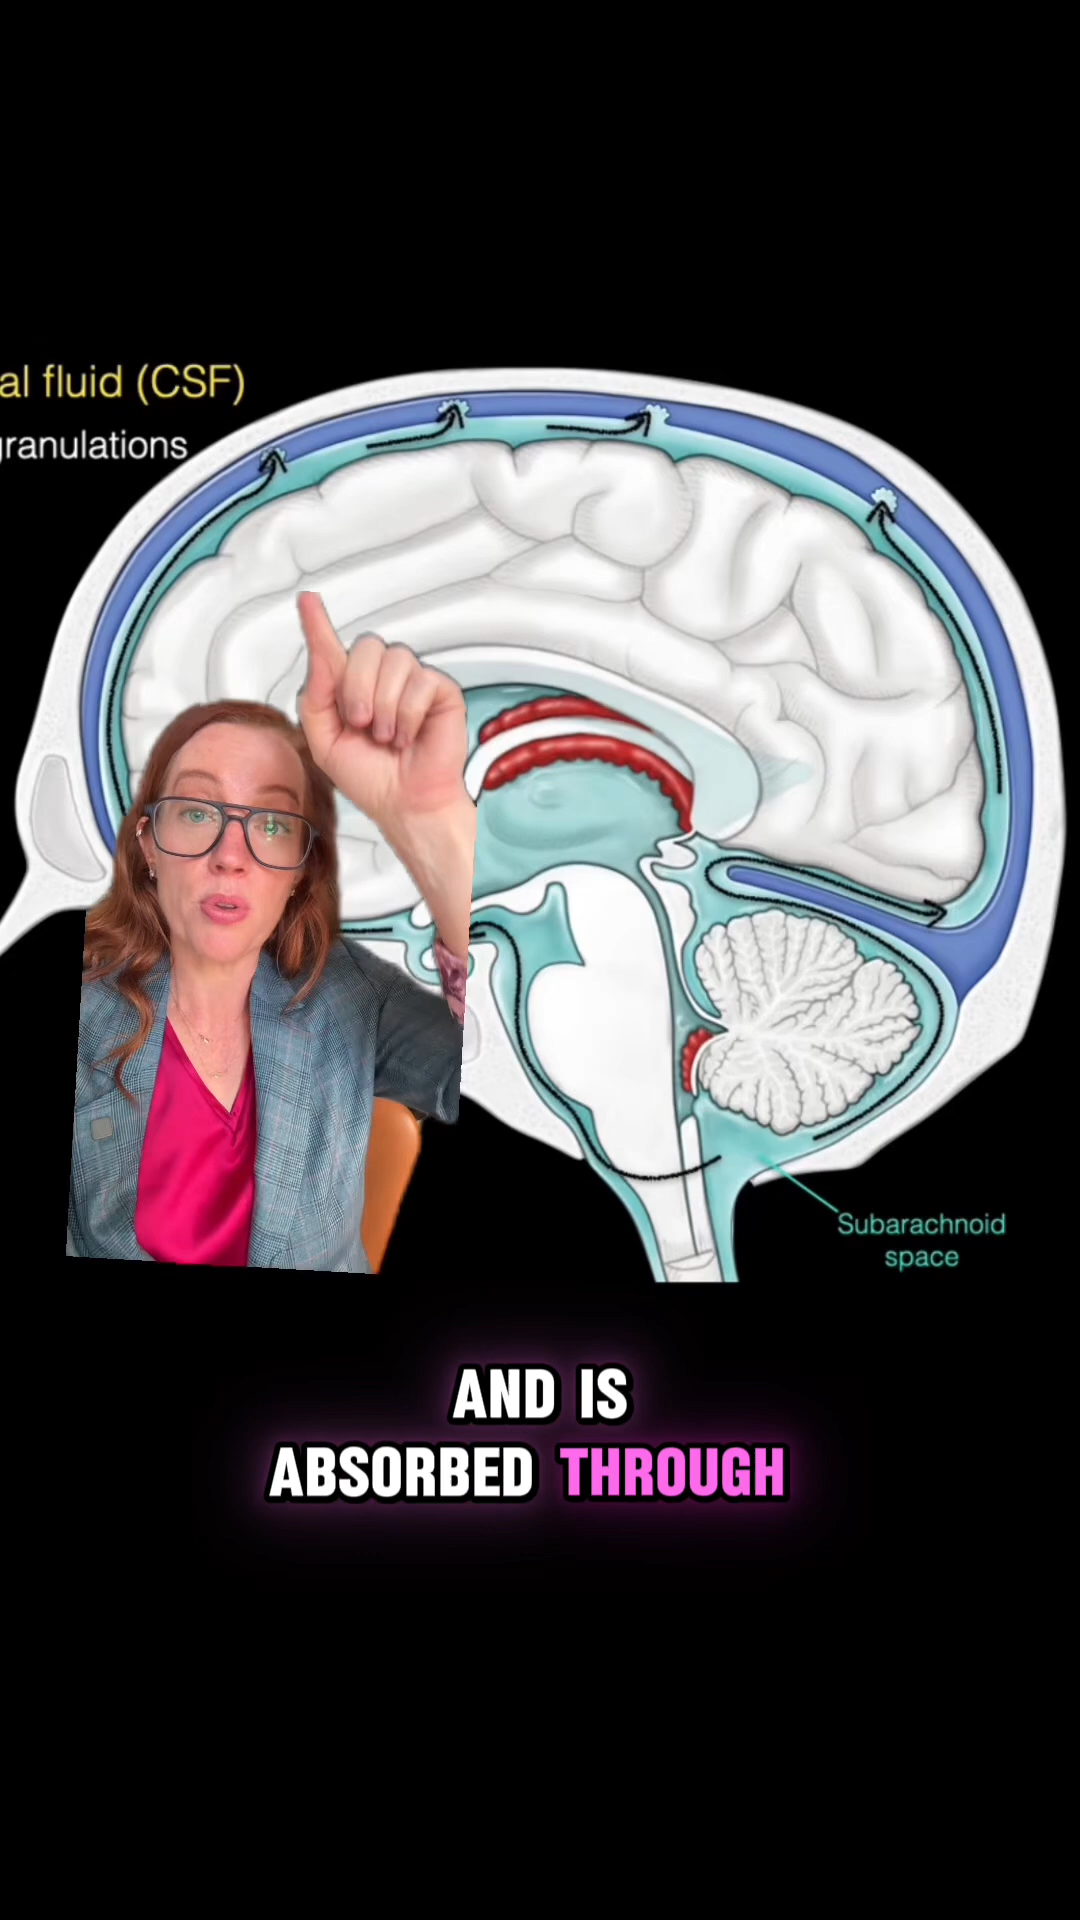 al fluid (CSF)
granulations
Subarachnoid
space
AND IS
ABSORBED THROUGH